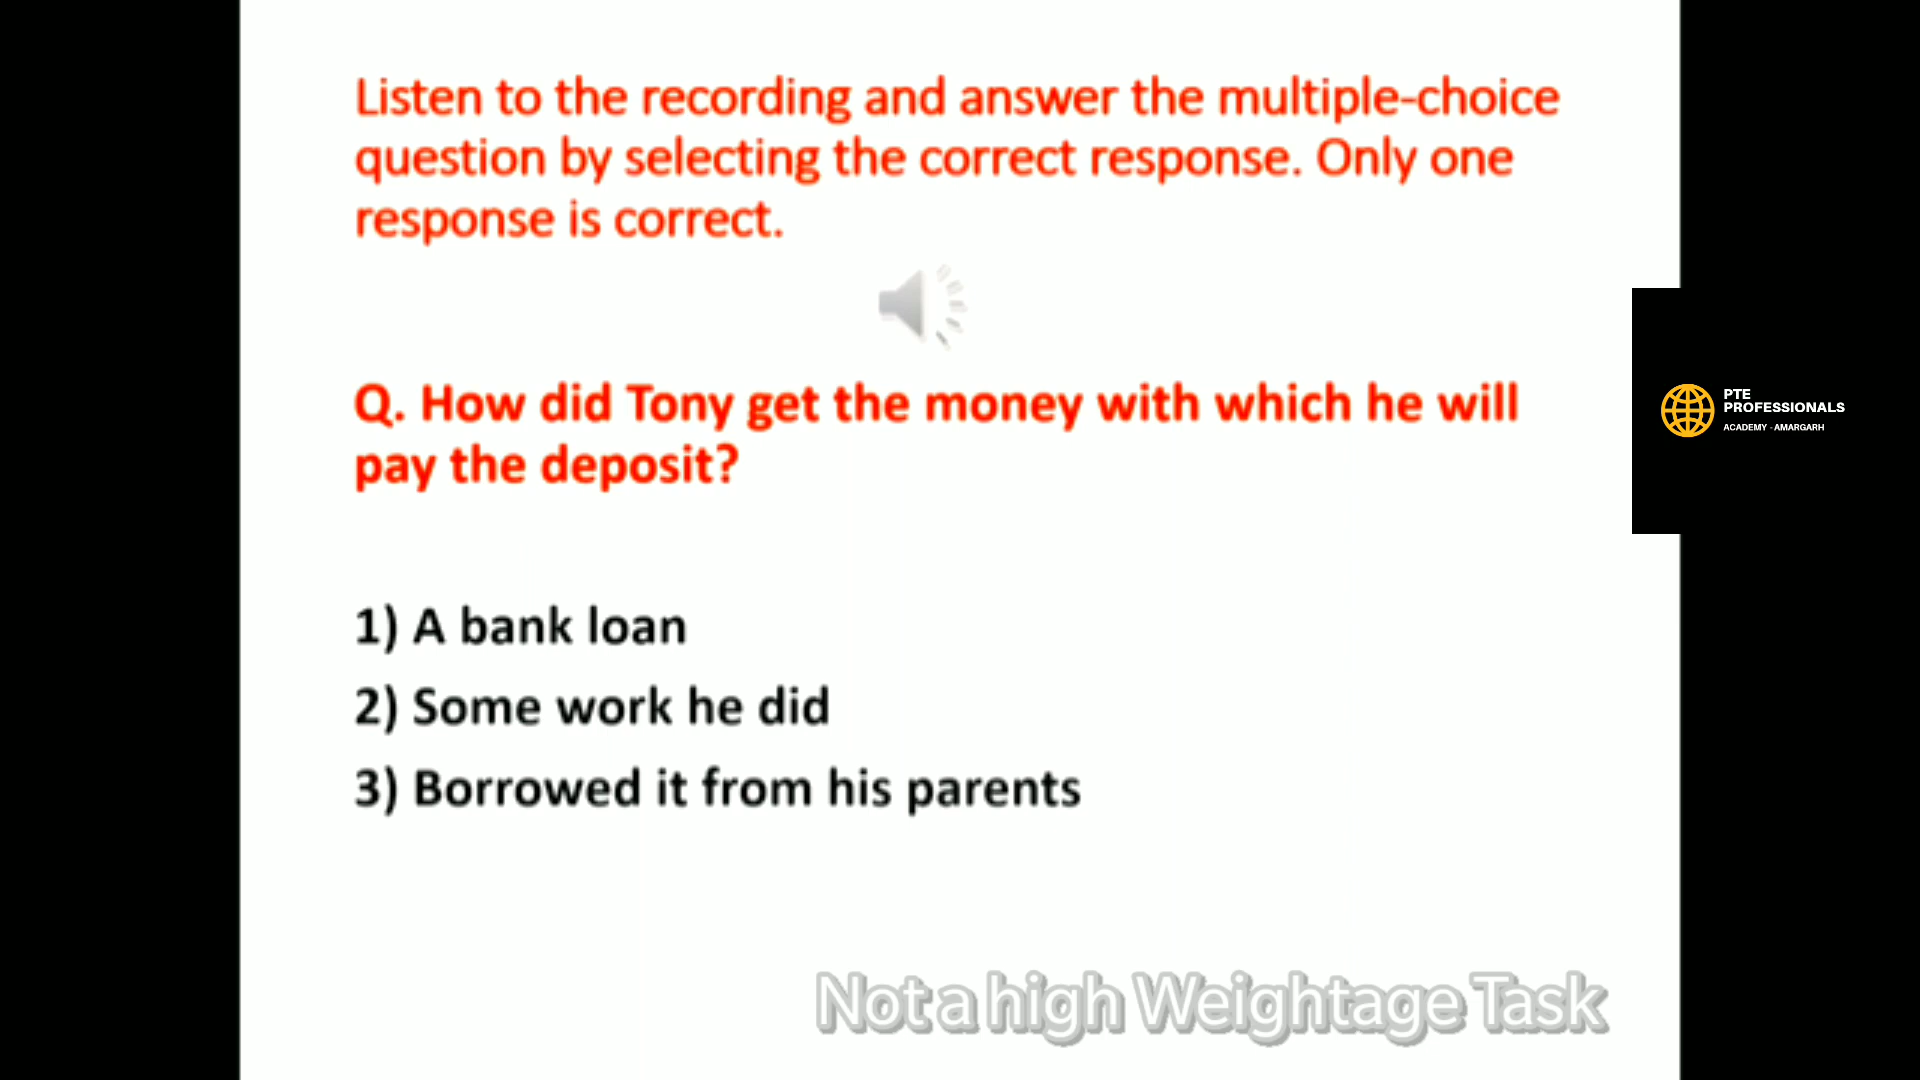 Listen to the recording and answer the multiple-choice
question by selecting the correct response. Only one
response is correct.
Q. How did Tony get the money with which he will
pay the deposit?
PTE
PROFESSIONALS
ACADEMY - AMARGARH
1) A bank loan
2) Some work he did
3) Borrowed it from his parents
Not a high Weightage Task